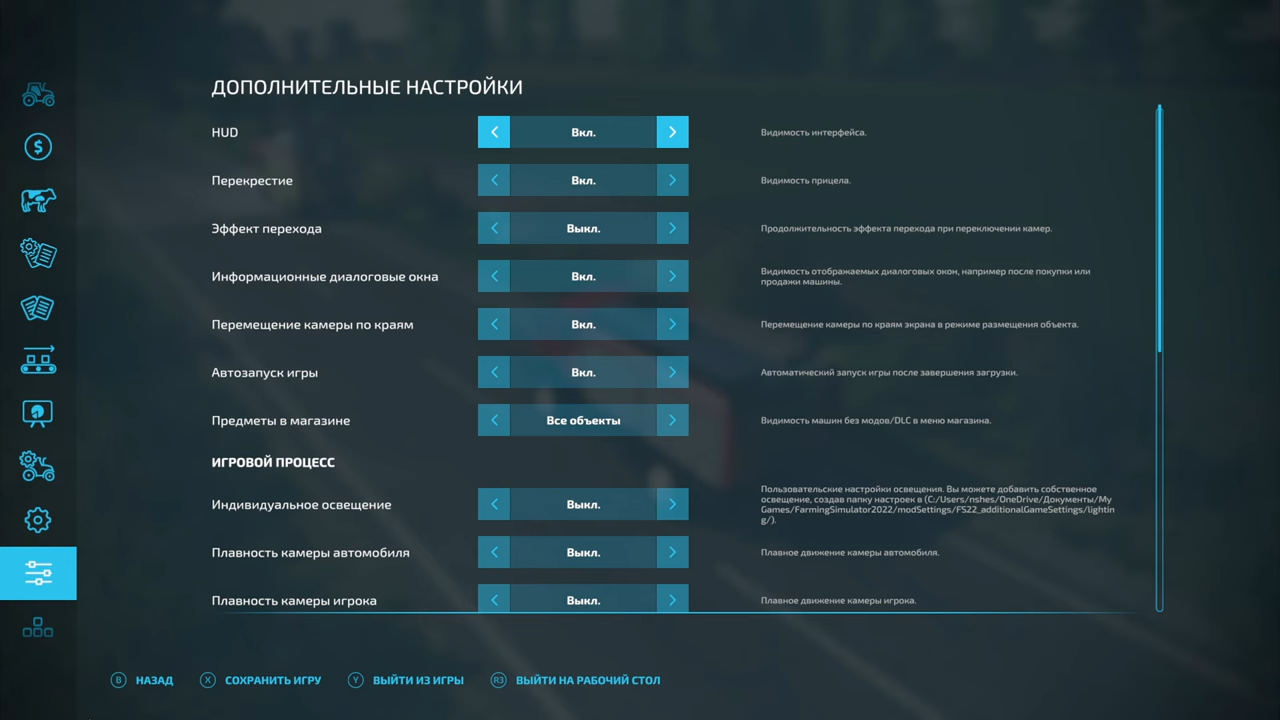 ДОПОЛНИТЕЛЬНЫЕ НАСТРОЙКИ
HUD
Вкл.
Видимость интерфейса.
Перекрестие
Вкл.
Видимость прицела.
Эффект перехода
Выкл.
Продолжительность эффекта перехода при переключении камер.
Информационные диалоговые окна
Вкл.
Видимость отображаемых диалоговых окон, например после покупки или
продажи машины.
Перемещение камеры по краям
Вкл.
Перемещение камеры по краям экрана в режиме размещения объекта.
Автозапуск игры
Вкл.
Автоматический запуск игры после завершения загрузки.
Предметы в магазине
Все объекты
Видимость машин без модов/DLC в меню магазина.
ИГРОВОЙ ПРОЦЕСС
Индивидуальное освещение
Выкл.
Пользовательские настройки освещения. Вы можете добавить собственное
освещение, создав папку настроек в (C:/Users/nshes/OneDrive/Документы/My
Games/FarmingSimulator2022/modSettings/FS22_additionalGameSettings/lightin
g/).
Плавность камеры автомобиля
Выкл.
Плавное движение камеры автомобиля.
Плавность камеры игрока
Выкл.
Плавное движение камеры игрока.
B НАЗАД
X СОХРАНИТЬ ИГРУ
Y ВЫЙТИ ИЗ ИГРЫ
R3 ВЫЙТИ НА РАБОЧИЙ СТОЛ